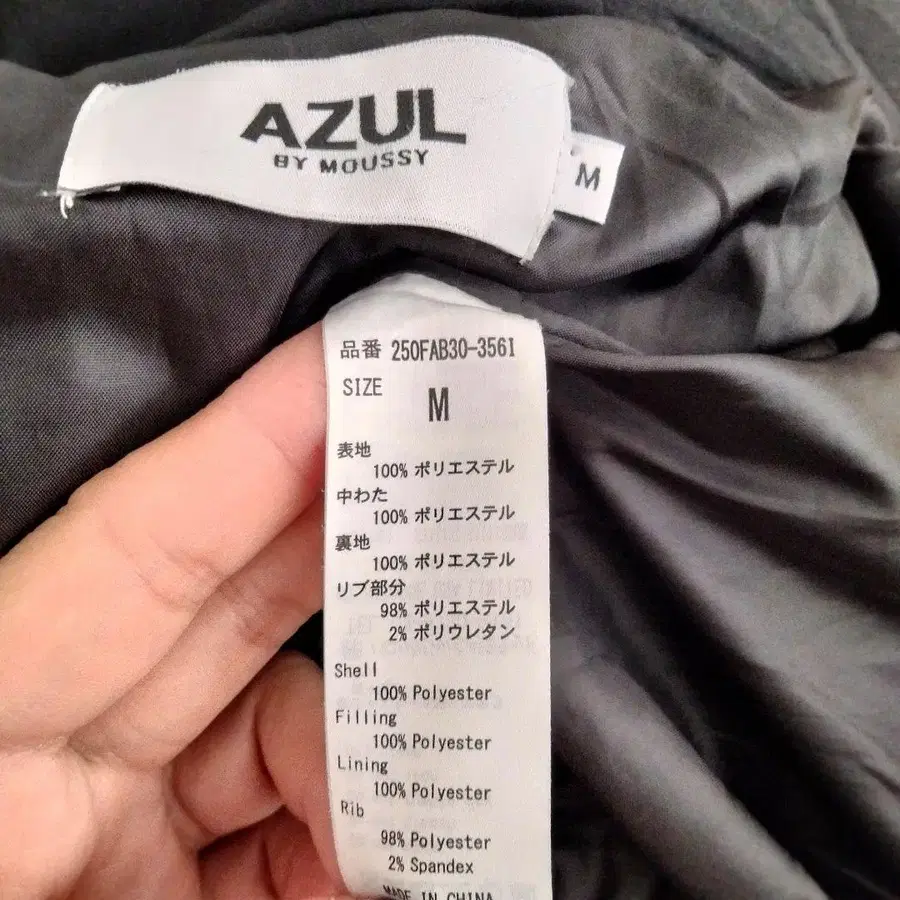 AZUL
BY MOUSSY
M
品番 250FAB30-356I
SIZE
M
表地
100% ポリエステル
中わた
100% ポリエステル
裏地
100% ポリエステル
リブ部分
98% ポリエステル
2% ポリウレタン
Shell
100% Polyester
Filling
100% Polyester
Lining
100% Polyester
Rib
98% Polyester
2% Spandex
MADE IN CHINA